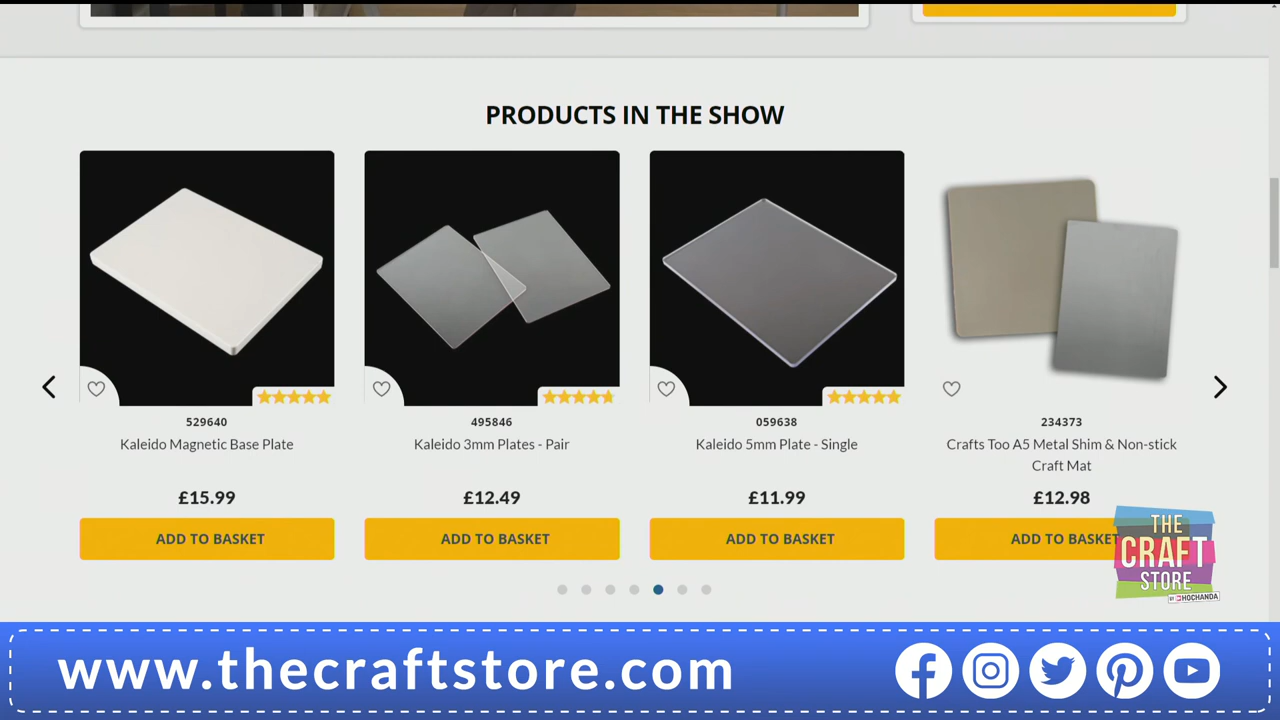 PRODUCTS IN THE SHOW
529640
Kaleido Magnetic Base Plate
£15.99
ADD TO BASKET
495846
Kaleido 3mm Plates - Pair
£12.49
ADD TO BASKET
059638
Kaleido 5mm Plate - Single
£11.99
ADD TO BASKET
234373
Crafts Too A5 Metal Shim & Non-stick
Craft Mat
£12.98
ADD TO BASKET
THE
CRAFT
STORE
BY HOCHANDA
www.thecraftstore.com